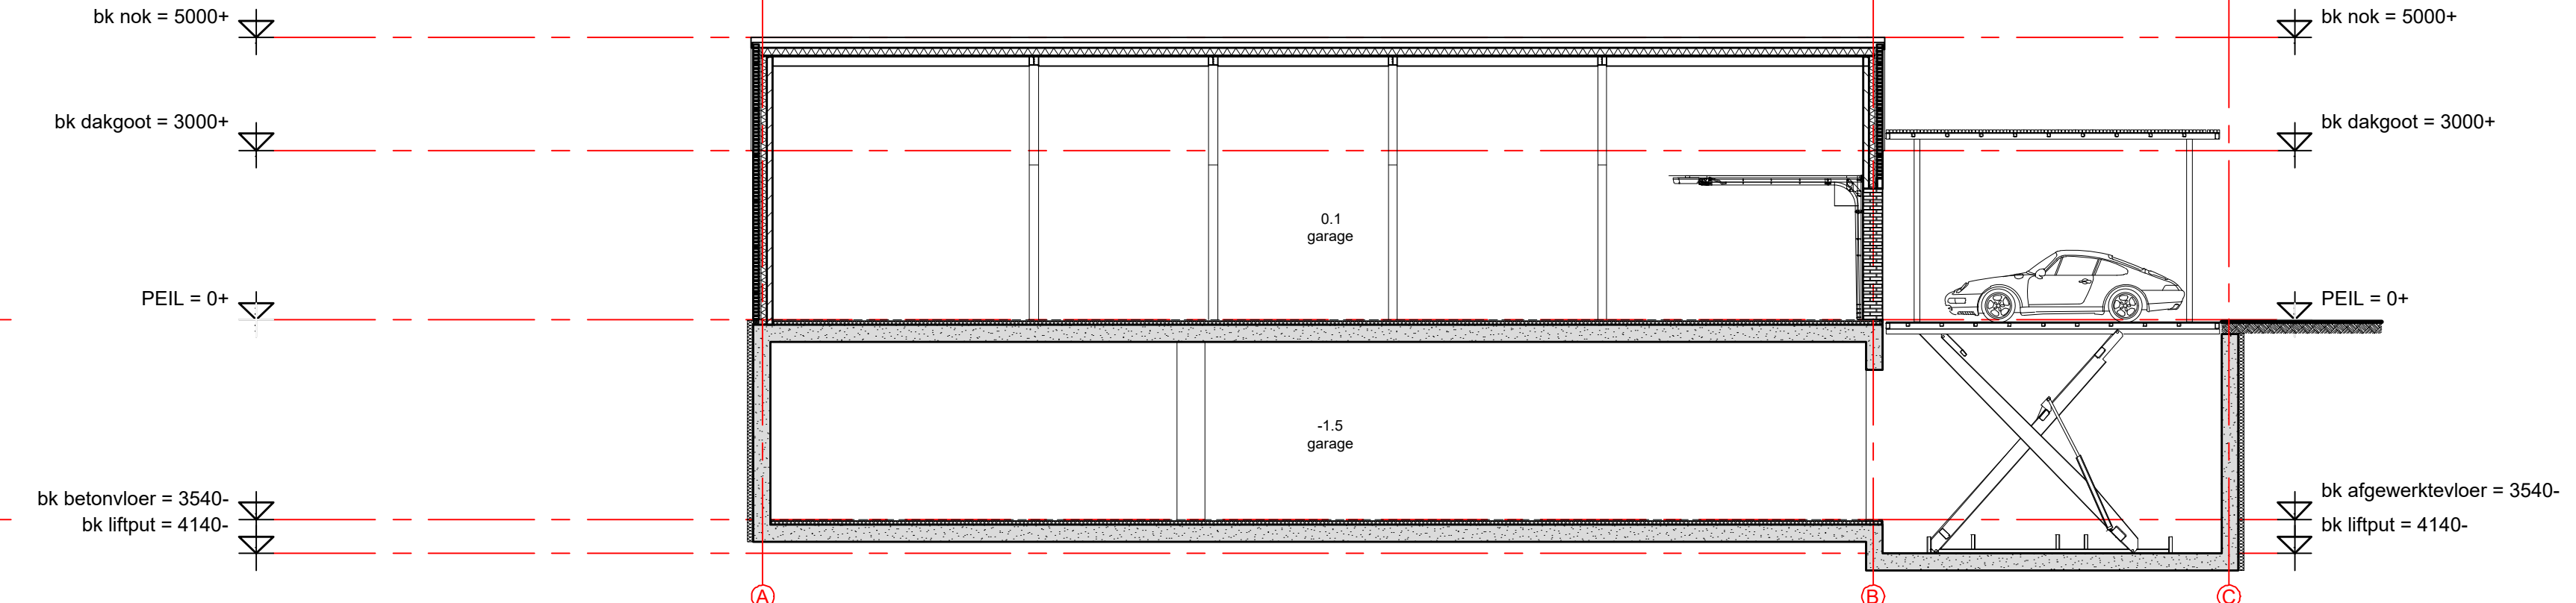 bk nok = 5000+
bk nok = 5000+
bk dakgoot = 3000+
bk dakgoot = 3000+
0.1
garage
PEIL = 0+
PEIL = 0+
-1.5
garage
bk betonvloer = 3540-
bk afgewerktevloer = 3540-
bk liftput = 4140-
bk liftput = 4140-
A
B
C